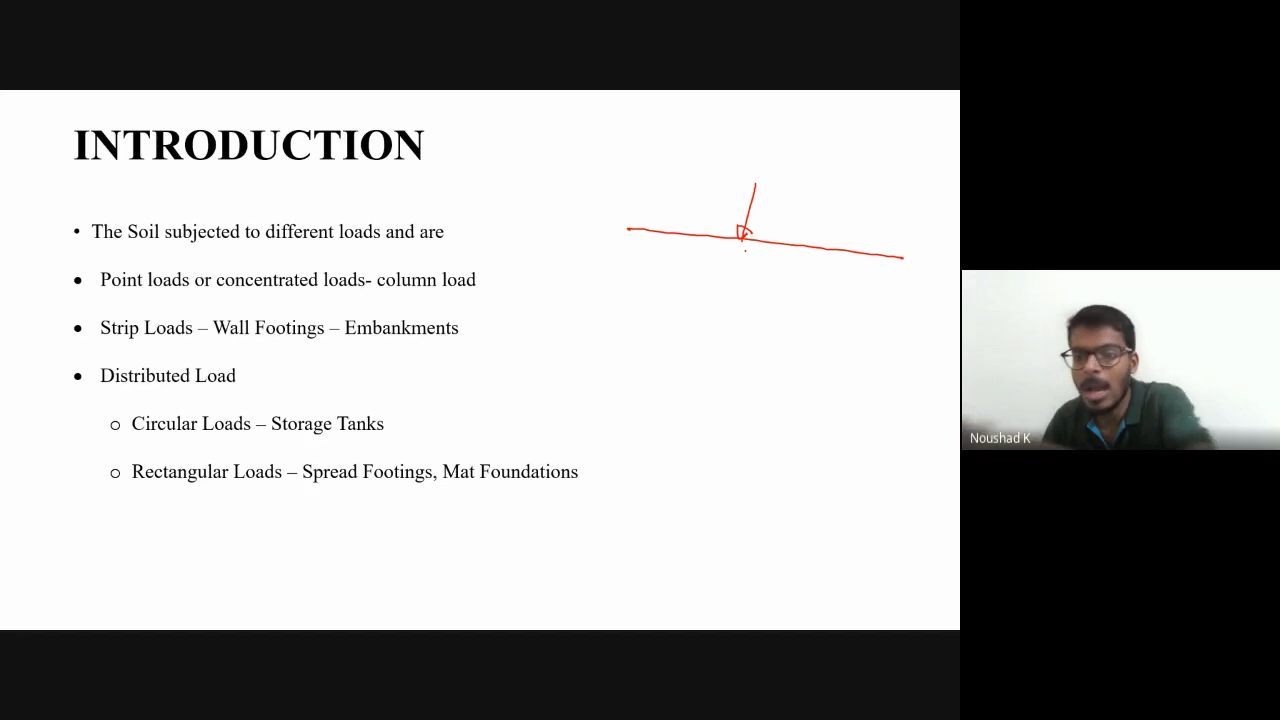 INTRODUCTION
• The Soil subjected to different loads and are
• Point loads or concentrated loads- column load
• Strip Loads – Wall Footings – Embankments
• Distributed Load
o Circular Loads – Storage Tanks
o Rectangular Loads – Spread Footings, Mat Foundations
Noushad K